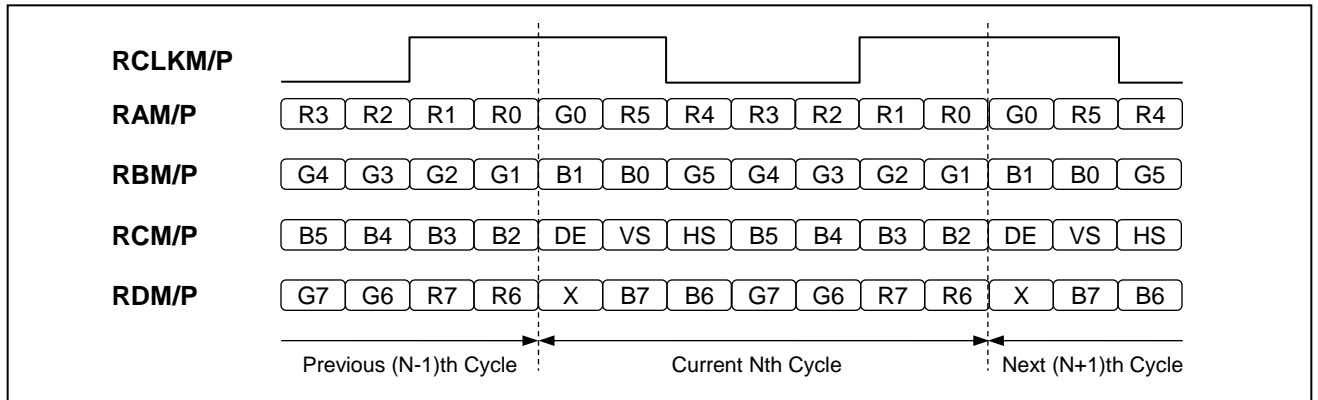 RCLKM/P
RAM/P R3 R2 R1 R0 G0 R5 R4 R3 R2 R1 R0 G0 R5 R4
RBM/P G4 G3 G2 G1 B1 B0 G5 G4 G3 G2 G1 B1 B0 G5
RCM/P B5 B4 B3 B2 DE VS HS B5 B4 B3 B2 DE VS HS
RDM/P G7 G6 R7 R6 X B7 B6 G7 G6 R7 R6 X B7 B6
Previous (N-1)th Cycle Current Nth Cycle Next (N+1)th Cycle